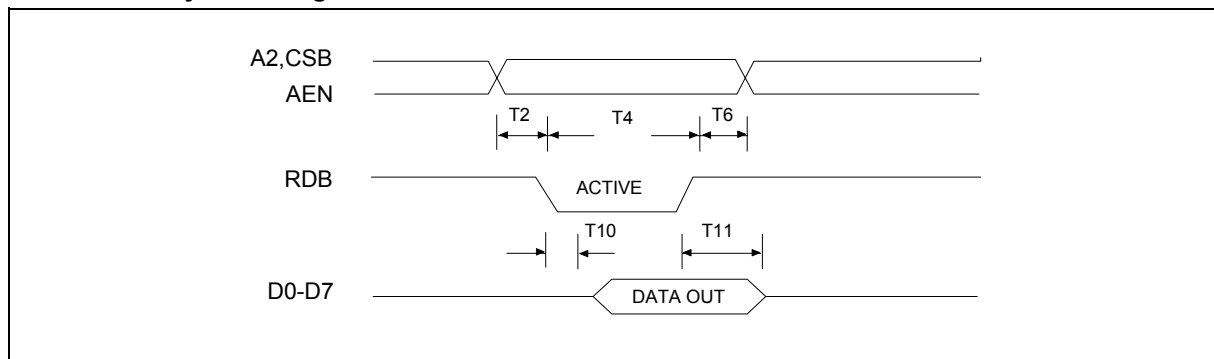 A2,CSB
AEN
T2
T4
T6
RDB
ACTIVE
T10
T11
D0-D7
DATA OUT